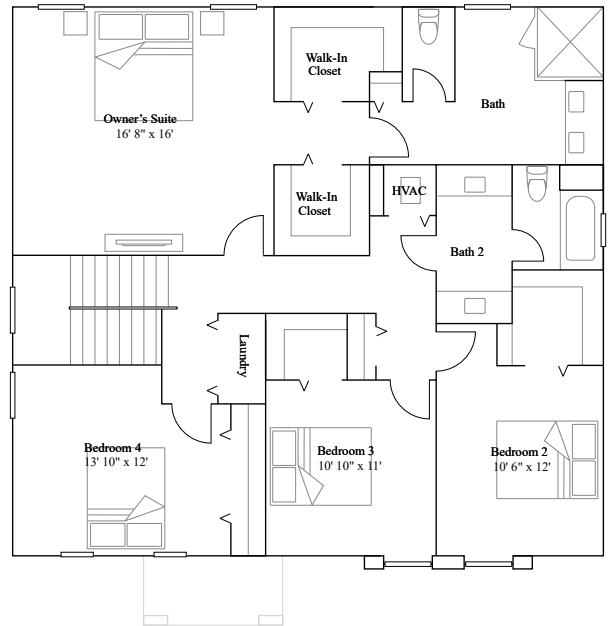 Walk-In
Closet
Bath
Owner's Suite
16' 8" x 16'
HVAC
Walk-In
Closet
Bath 2
Laundry
Bedroom 4
13' 10" x 12'
Bedroom 3
10' 10" x 11'
Bedroom 2
10' 6" x 12'